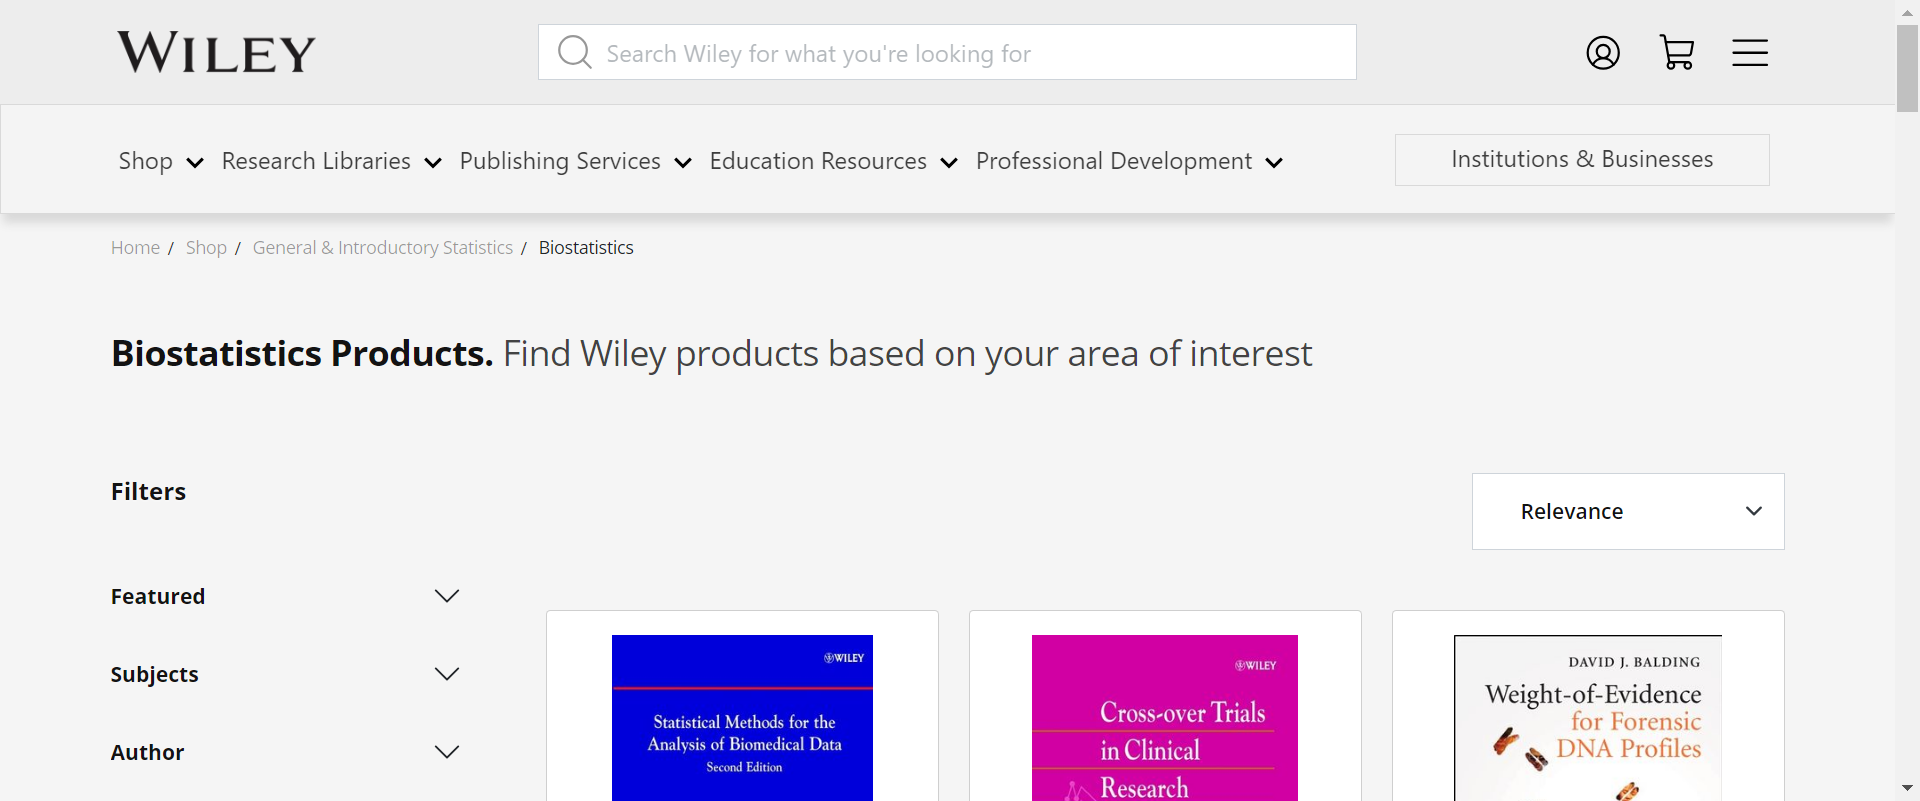 WILEY
Search Wiley for what you're looking for
Shop Research Libraries Publishing Services Education Resources Professional Development Institutions & Businesses
Home / Shop / General & Introductory Statistics / Biostatistics
Biostatistics Products. Find Wiley products based on your area of interest
Filters
Relevance
Featured
Subjects
Author
WILEY
Statistical Methods for the
Analysis of Biomedical Data
Second Edition
WILEY
Cross-over Trials
in Clinical
Research
DAVID J. BALDING
Weight-of-Evidence
for Forensic
DNA Profiles